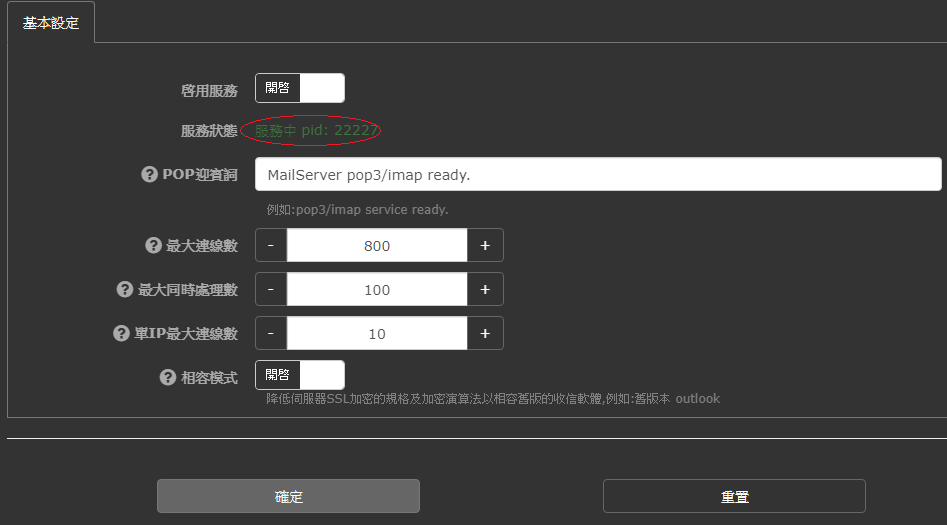 基本設定
啓用服務 開啓
服務狀態 服務中 pid: 22227
? POP迎賓詞 MailServer pop3/imap ready.
例如:pop3/imap service ready.
? 最大連線數 - 800 +
? 最大同時處理數 - 100 +
? 單IP最大連線數 - 10 +
? 相容模式 開啓
降低伺服器SSL加密的規格及加密演算法以相容舊版的收信軟體,例如:舊版本 outlook
確定 重置